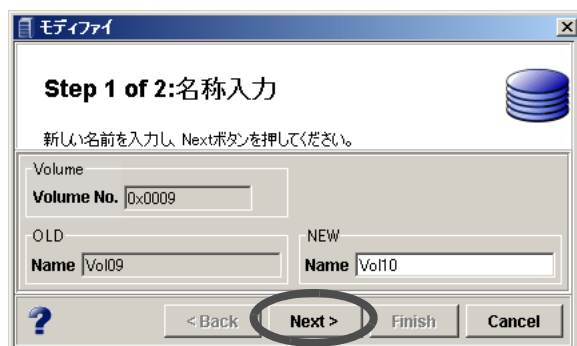 モディファイ
Step 1 of 2:名称入力
新しい名前を入力し、Nextボタンを押してください。
Volume
Volume No. 0x0009
OLD NEW
Name Vol09 Name Vol10
? < Back Next > Finish Cancel